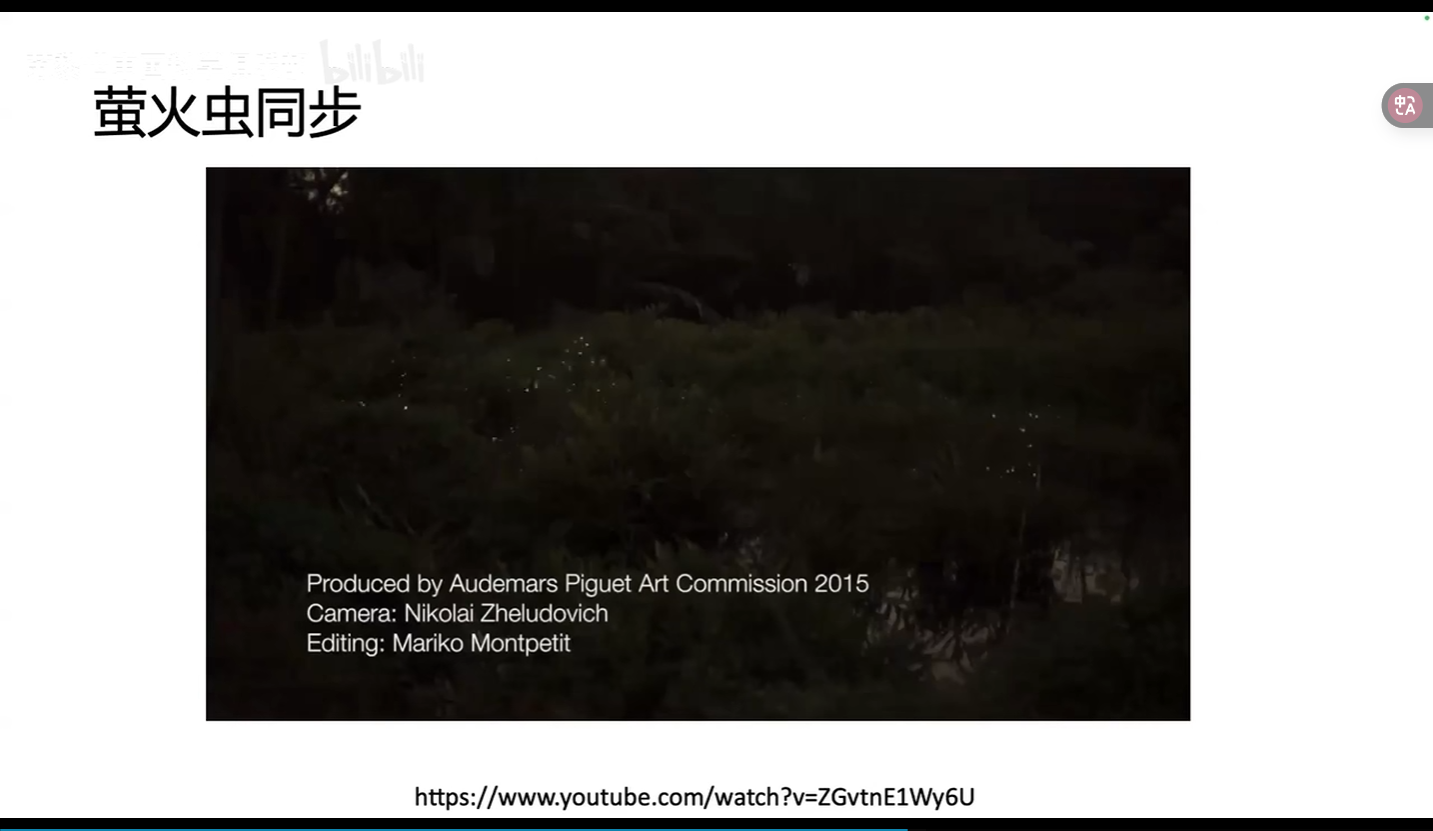 bilibili
萤火虫同步
Produced by Audemars Piguet Art Commission 2015
Camera: Nikolai Zheludovich
Editing: Mariko Montpetit
https://www.youtube.com/watch?v=ZGvtnE1Wy6U